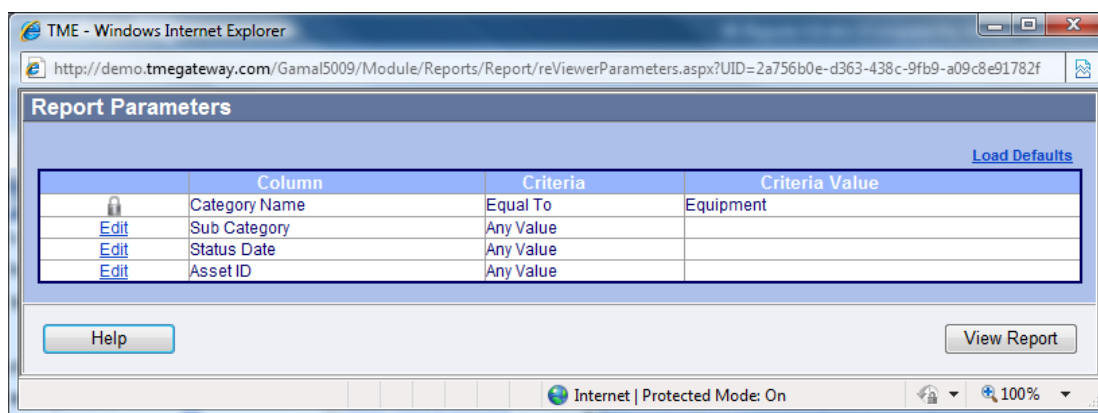 TME - Windows Internet Explorer
http://demo.tmegateway.com/Gamal5009/Module/Reports/Report/reViewerParameters.aspx?UID=2a756b0e-d363-438c-9fb9-a09c8e91782f
Report Parameters
Load Defaults
Column Criteria Criteria Value
Category Name Equal To Equipment
Edit Sub Category Any Value
Edit Status Date Any Value
Edit Asset ID Any Value
Help View Report
Internet | Protected Mode: On 100%